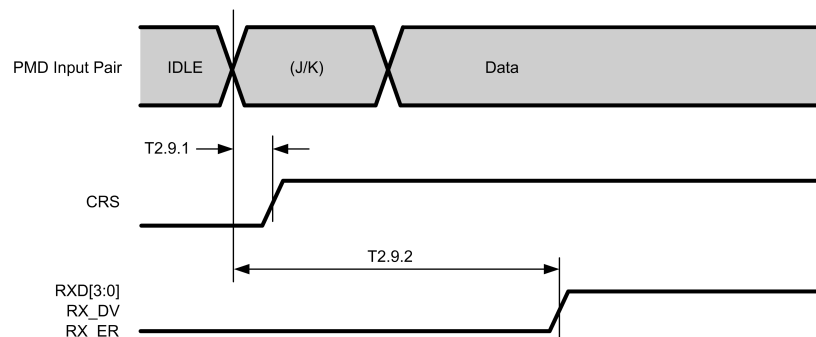 PMD Input Pair
IDLE
(J/K)
Data
T2.9.1
CRS
T2.9.2
RXD[3:0]
RX_DV
RX_ER